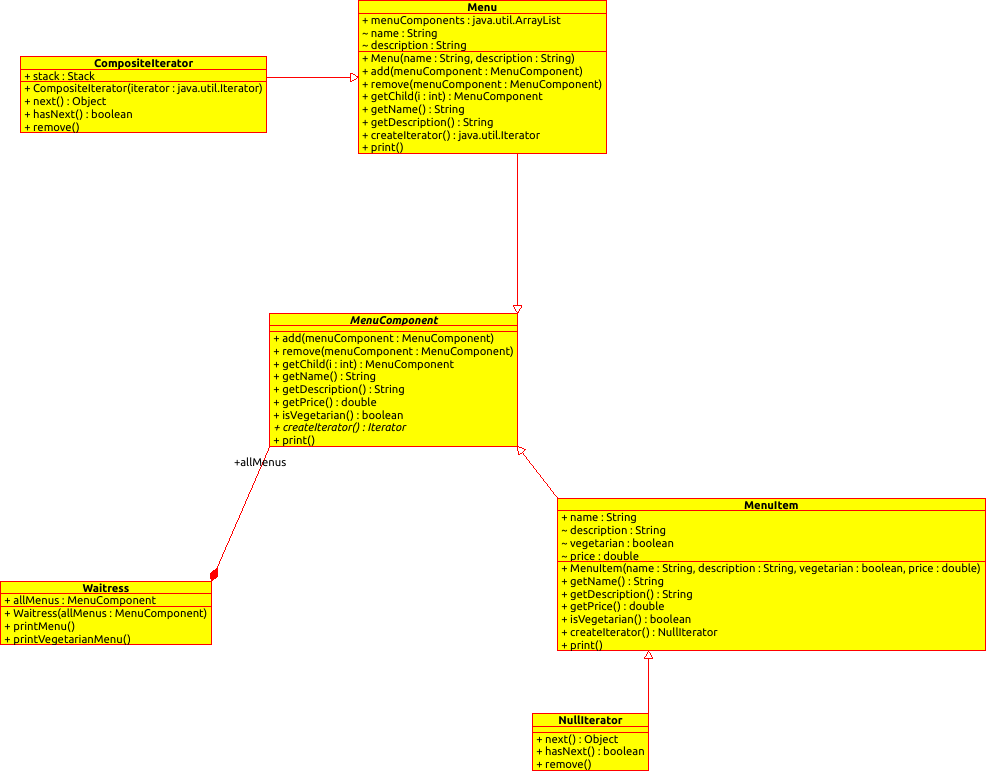 Menu
+ menuComponents : java.util.ArrayList
~ name : String
~ description : String
+ Menu(name : String, description : String)
+ add(menuComponent : MenuComponent)
+ remove(menuComponent : MenuComponent)
+ getChild(i : int) : MenuComponent
+ getName() : String
+ getDescription() : String
+ createIterator() : java.util.Iterator
+ print()
CompositeIterator
+ stack : Stack
+ CompositeIterator(iterator : java.util.Iterator)
+ next() : Object
+ hasNext() : boolean
+ remove()
MenuComponent
+ add(menuComponent : MenuComponent)
+ remove(menuComponent : MenuComponent)
+ getChild(i : int) : MenuComponent
+ getName() : String
+ getDescription() : String
+ getPrice() : double
+ isVegetarian() : boolean
+ createIterator() : Iterator
+ print()
+allMenus
MenuItem
+ name : String
~ description : String
~ vegetarian : boolean
~ price : double
+ MenuItem(name : String, description : String, vegetarian : boolean, price : double)
+ getName() : String
+ getDescription() : String
+ getPrice() : double
+ isVegetarian() : boolean
+ createIterator() : NullIterator
+ print()
Waitress
+ allMenus : MenuComponent
+ Waitress(allMenus : MenuComponent)
+ printMenu()
+ printVegetarianMenu()
NullIterator
+ next() : Object
+ hasNext() : boolean
+ remove()